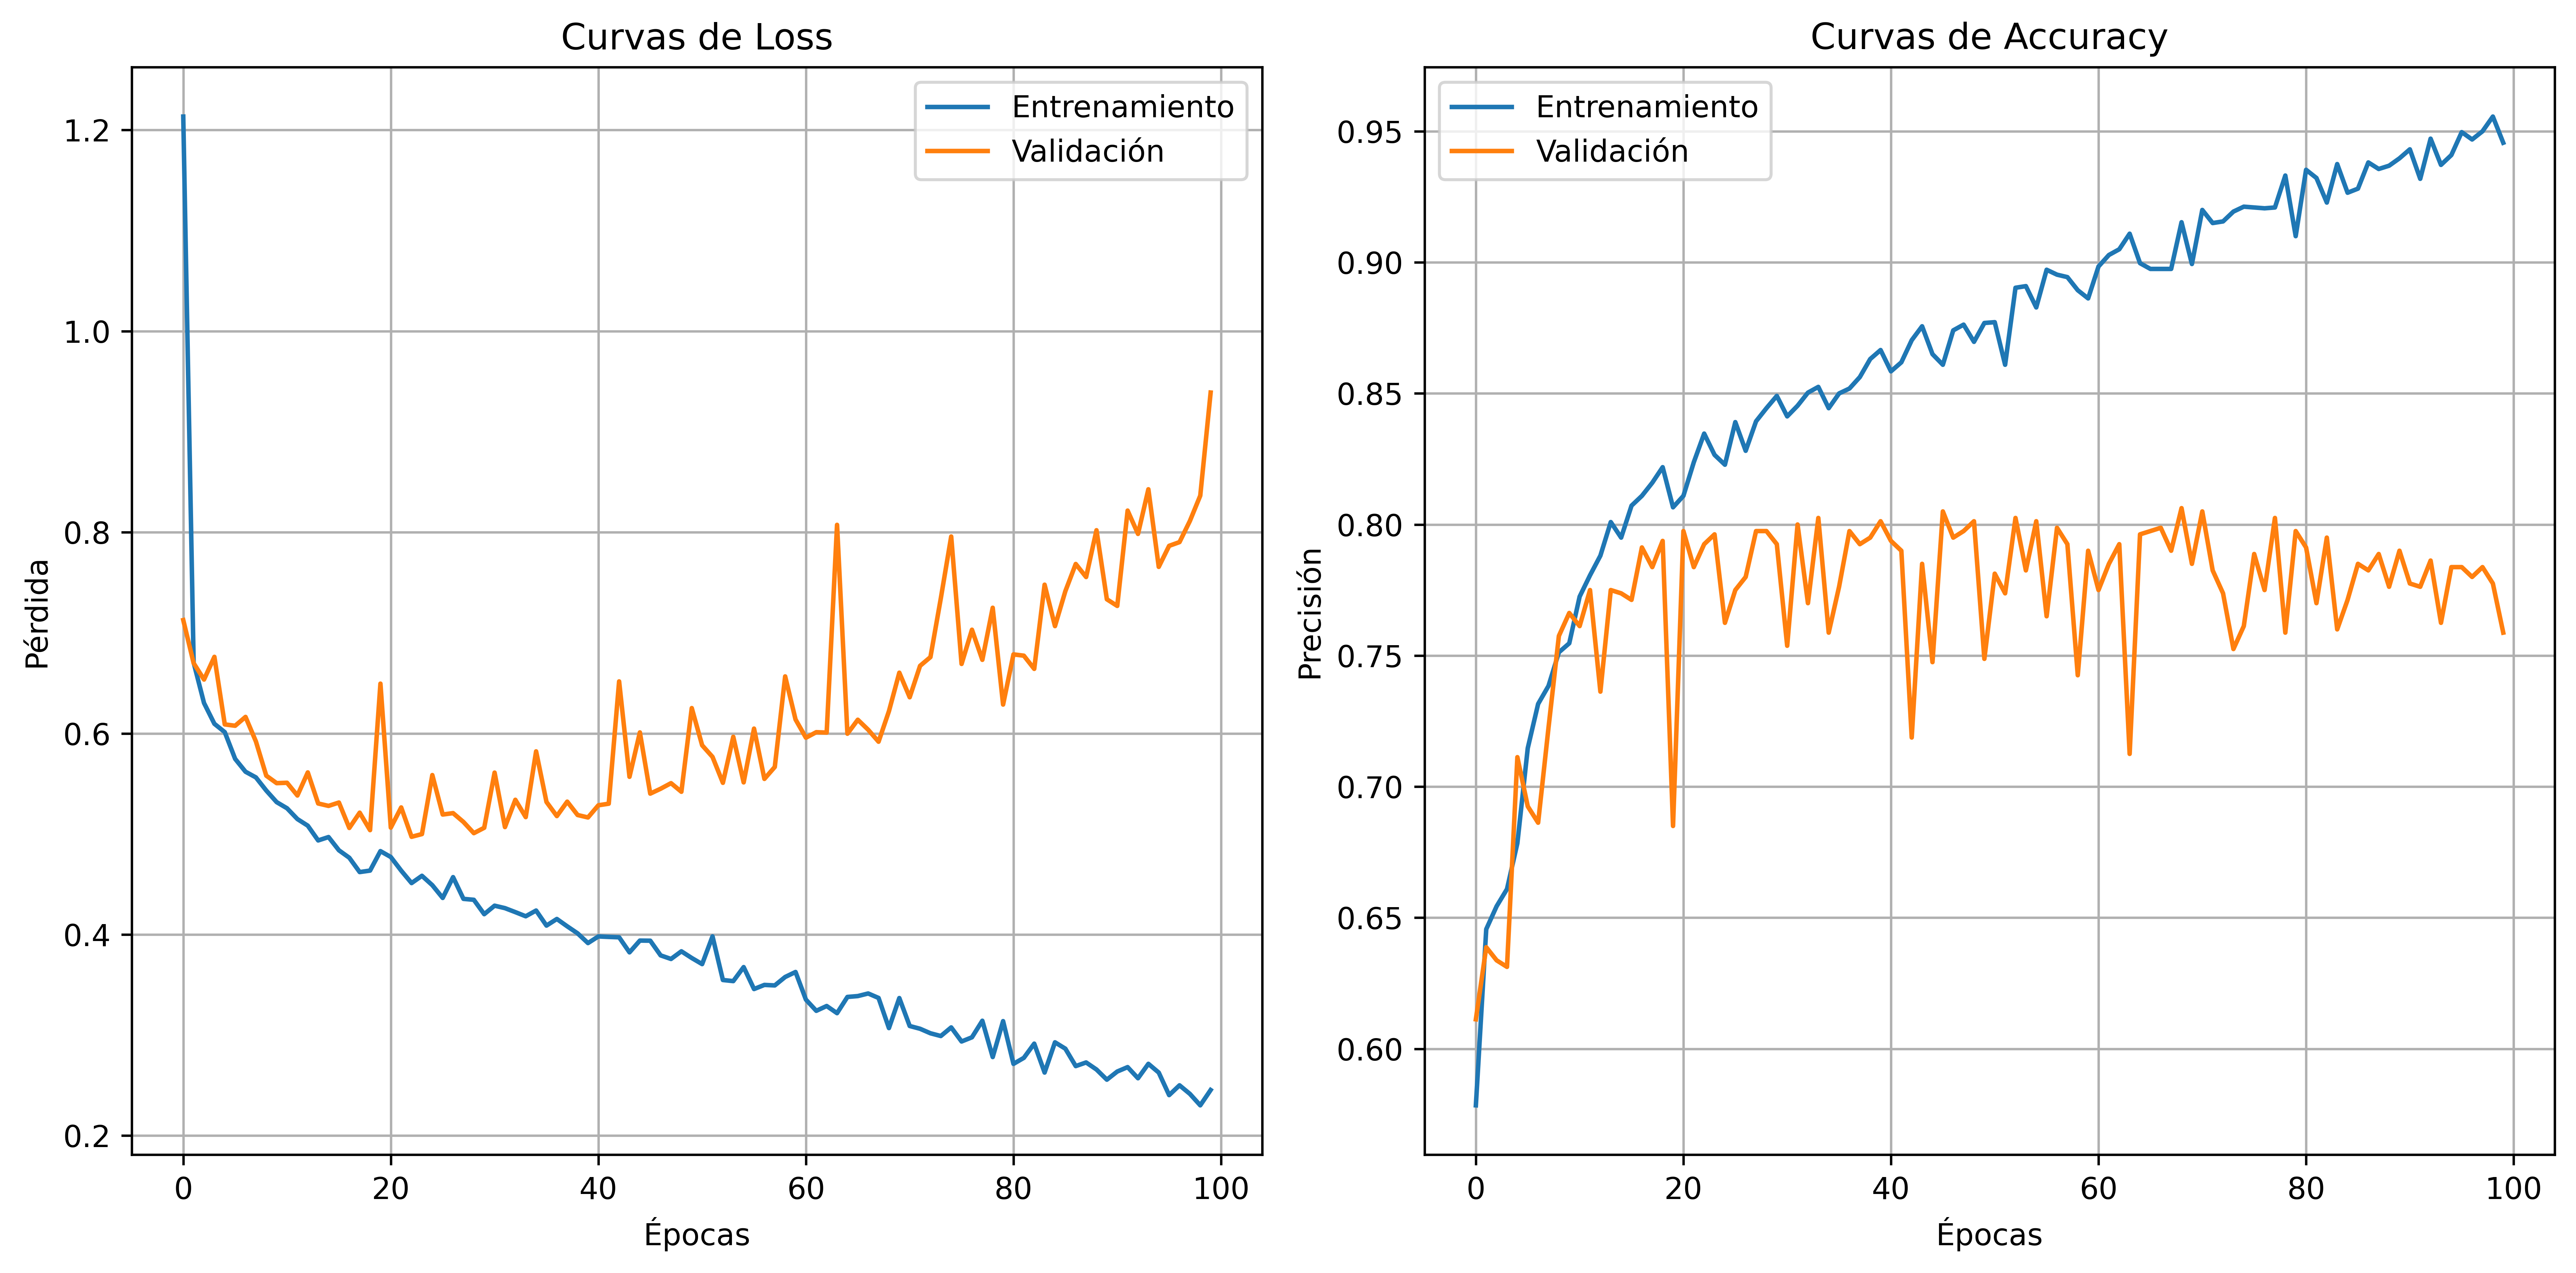 Curvas de Loss
Entrenamiento
Validación
1.2
1.0
0.8
0.6
0.4
0.2
Pérdida
0 20 40 60 80 100
Épocas
Curvas de Accuracy
Entrenamiento
Validación
0.95
0.90
0.85
0.80
0.75
0.70
0.65
0.60
Precisión
0 20 40 60 80 100
Épocas